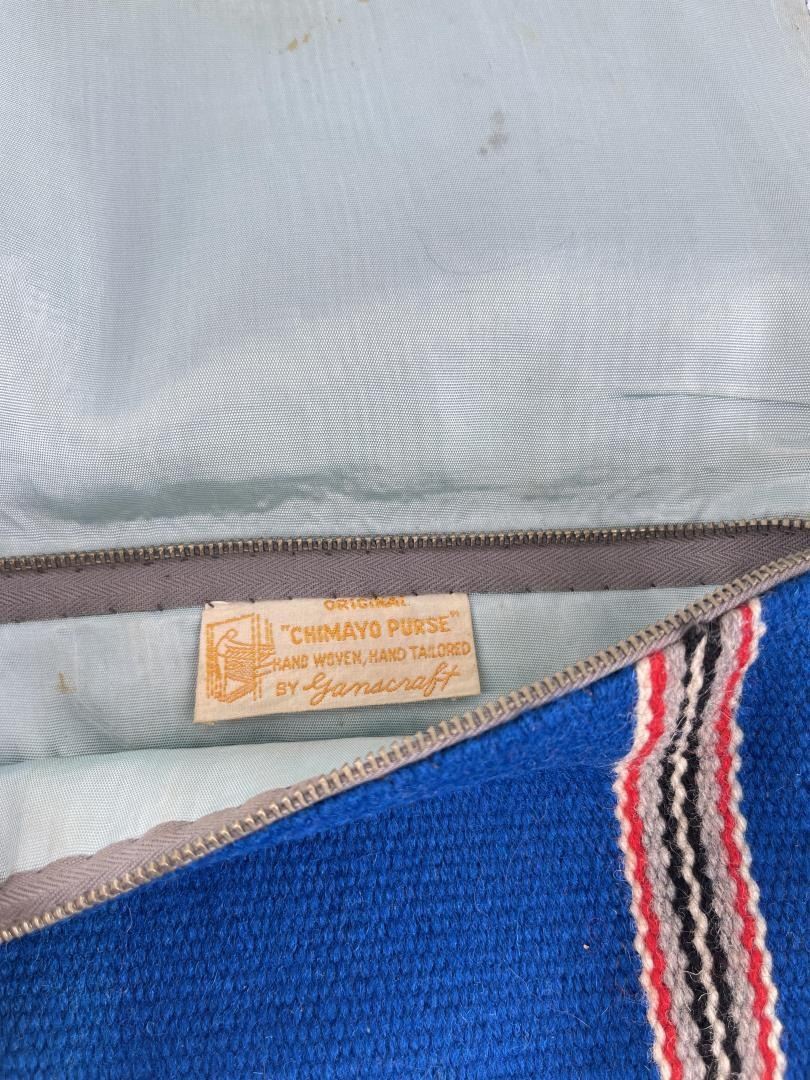 ORIGINAL
"CHIMAYO PURSE"
HAND WOVEN, HAND TAILORED
BY Ganscraft